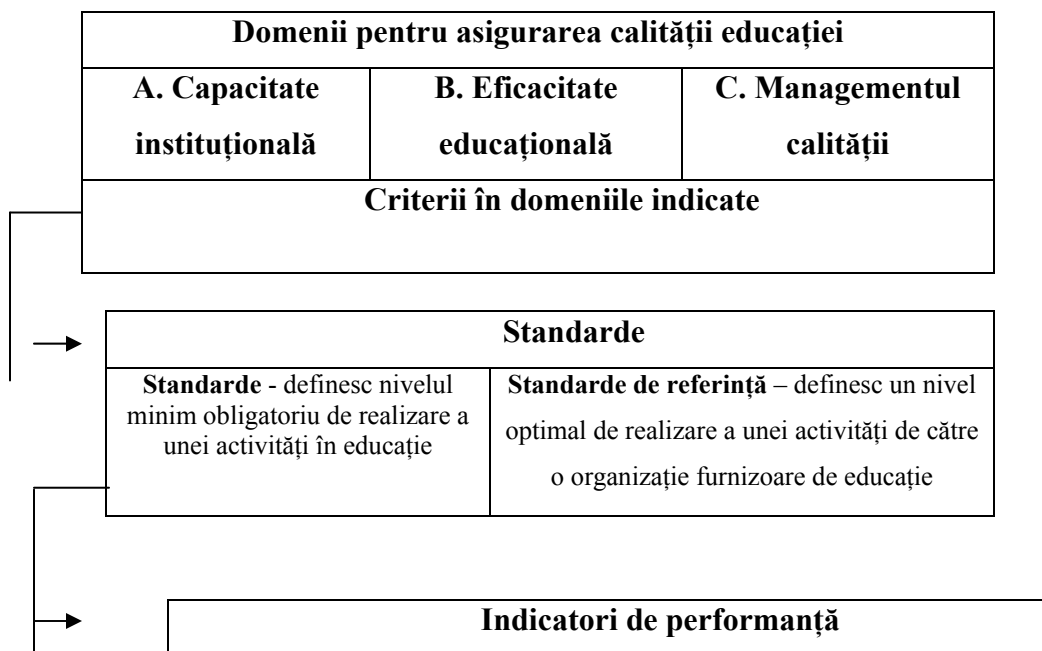 Domenii pentru asigurarea calității educației
A. Capacitate
instituțională
B. Eficacitate
educațională
C. Managementul
calității
Criterii în domeniile indicate
Standarde
Standarde - definesc nivelul
minim obligatoriu de realizare a
unei activități în educație
Standarde de referință – definesc un nivel
optimal de realizare a unei activități de către
o organizație furnizoare de educație
Indicatori de performanță